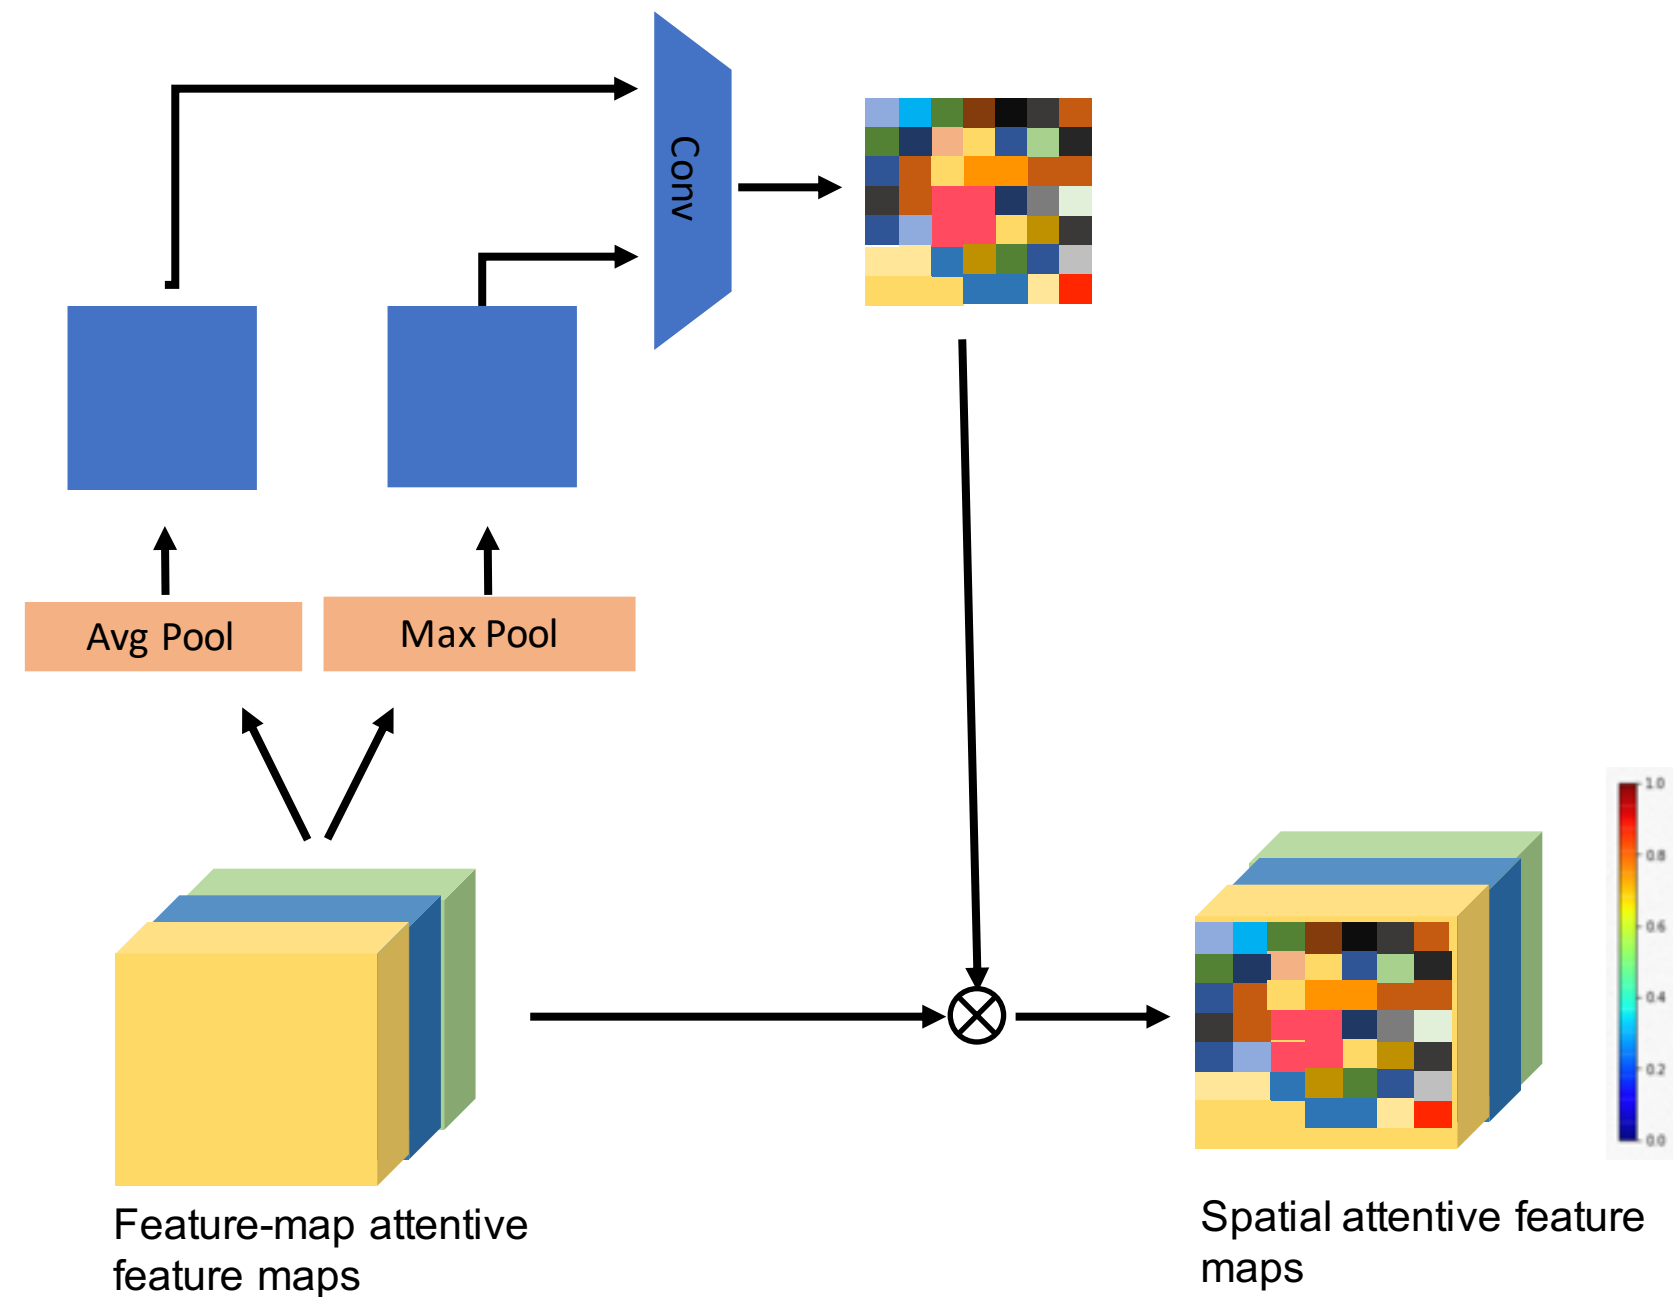 Conv
Avg Pool
Max Pool
1.0
0.8
0.6
0.4
0.2
0.0
Feature-map attentive
feature maps
Spatial attentive feature
maps